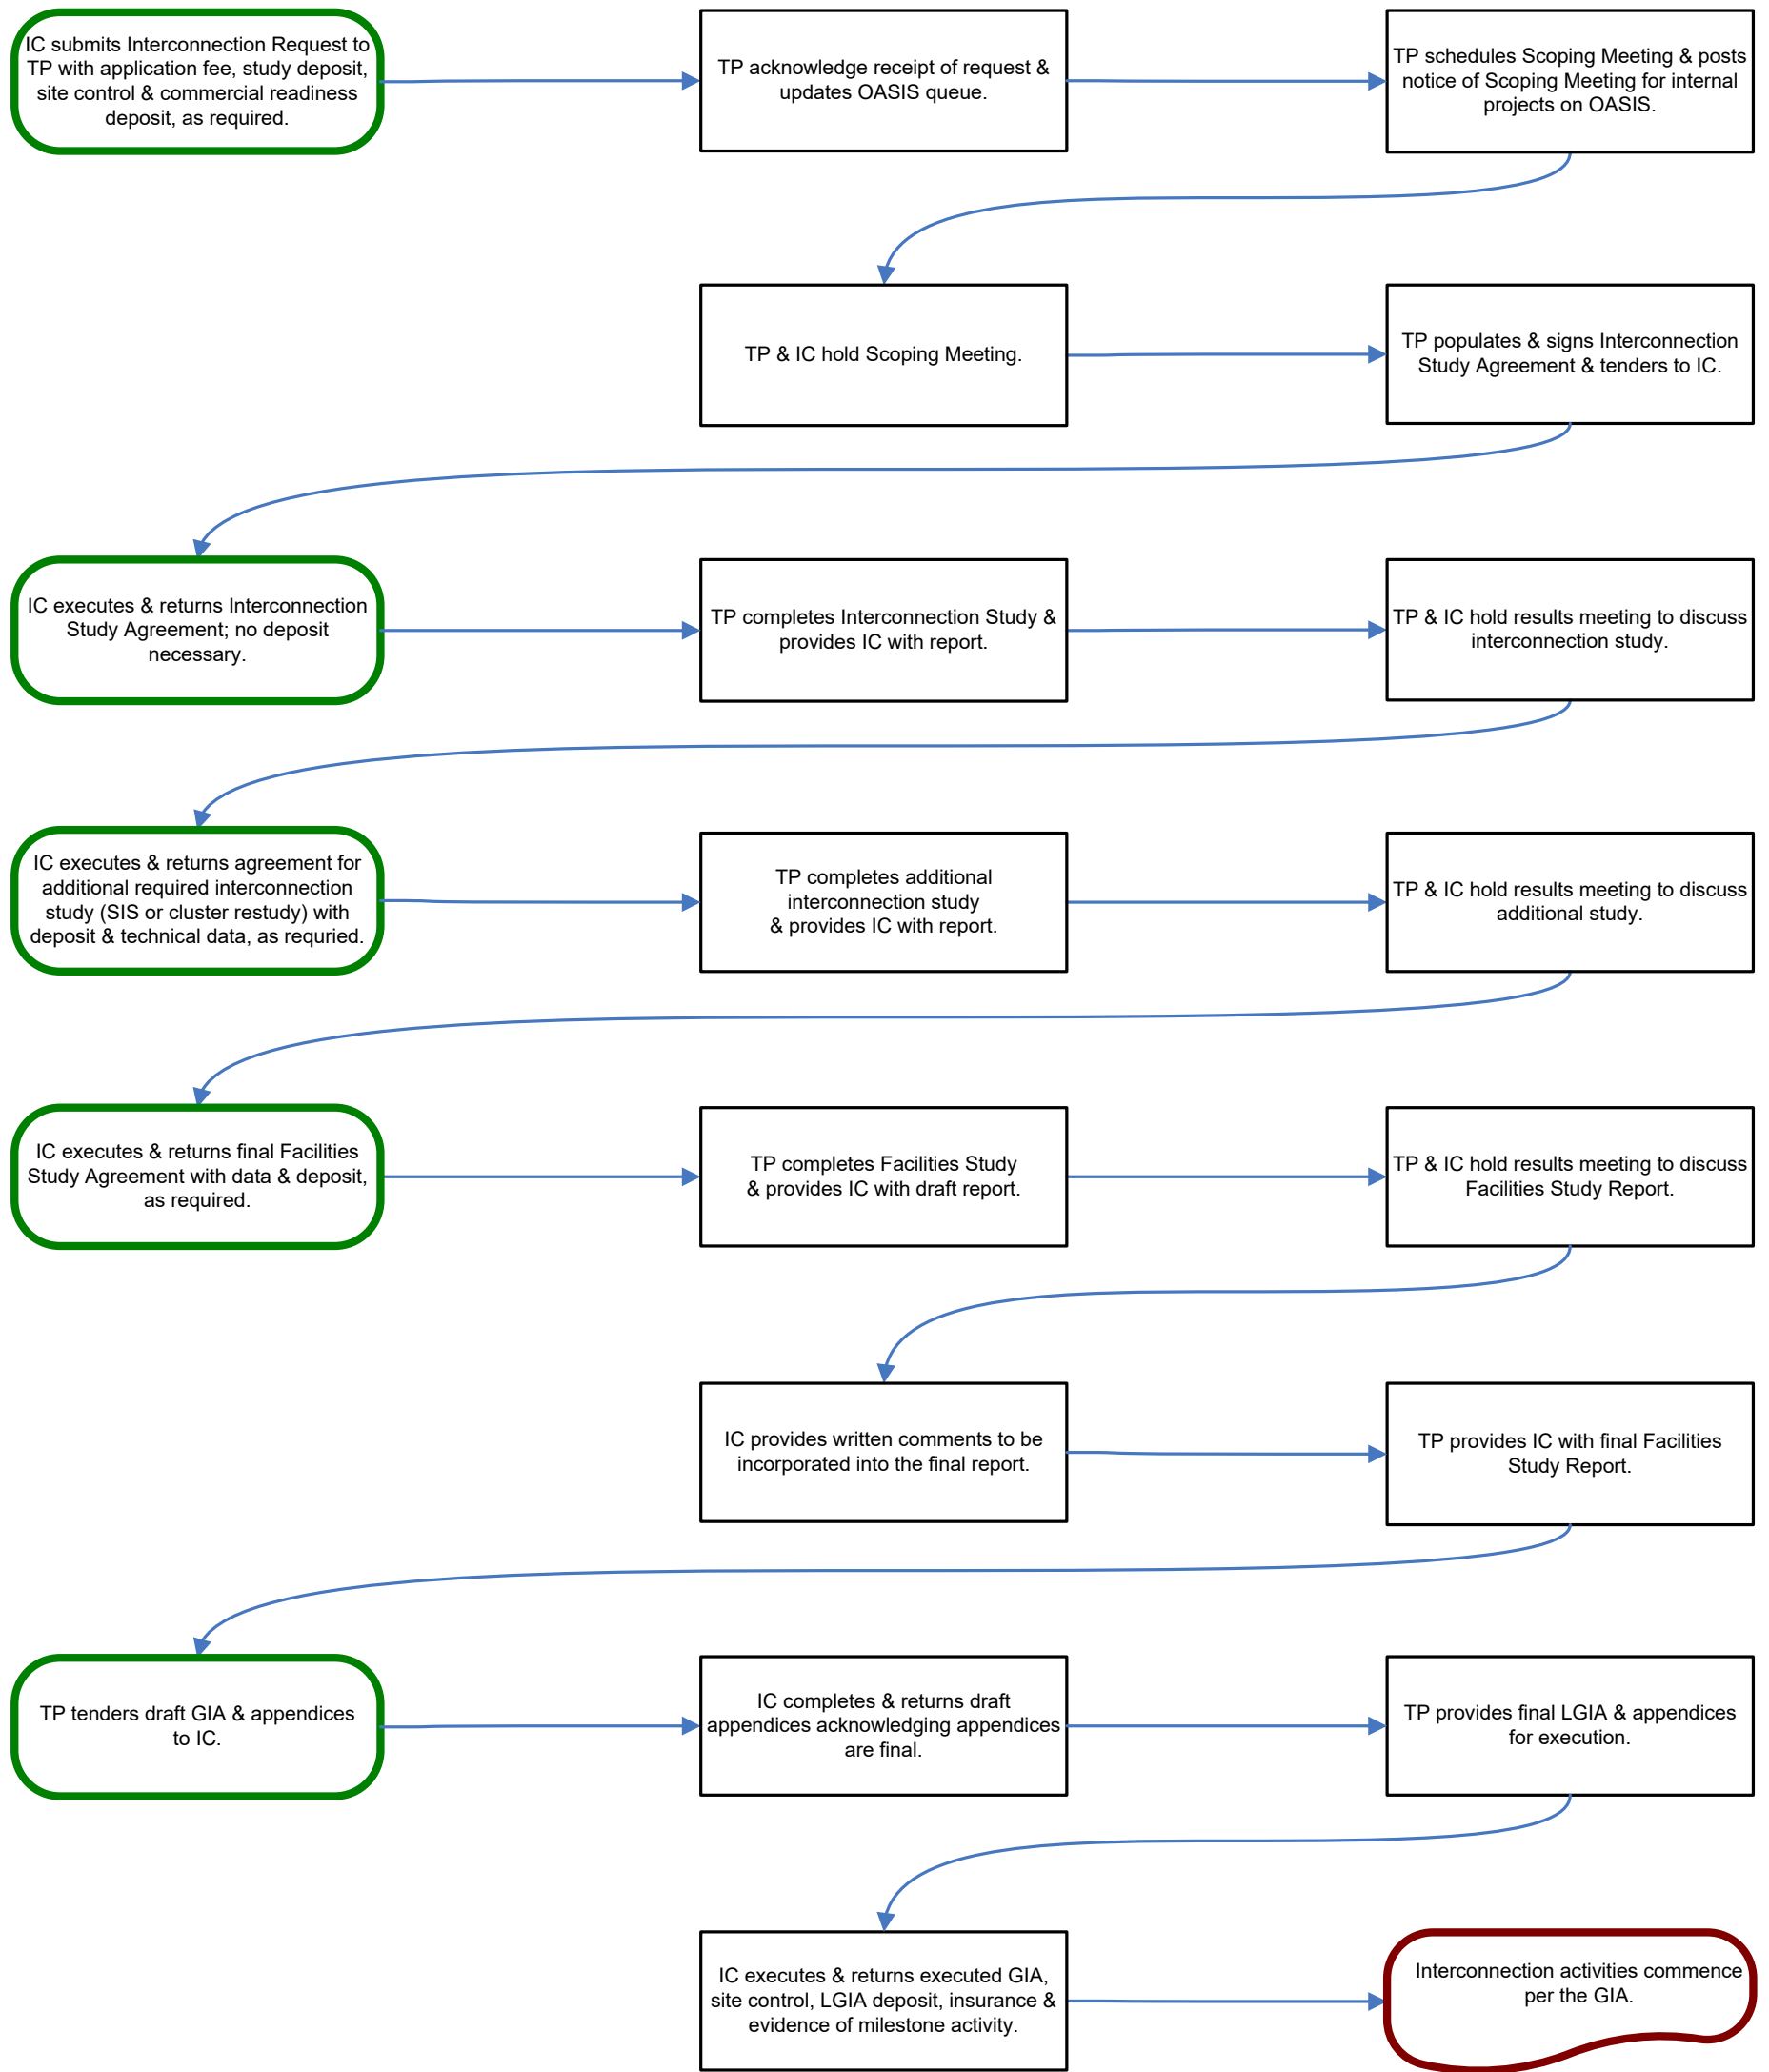 IC submits Interconnection Request to
TP with application fee, study deposit,
site control & commercial readiness
deposit, as required.
TP acknowledge receipt of request &
updates OASIS queue.
TP schedules Scoping Meeting & posts
notice of Scoping Meeting for internal
projects on OASIS.
TP & IC hold Scoping Meeting.
TP populates & signs Interconnection
Study Agreement & tenders to IC.
IC executes & returns Interconnection
Study Agreement; no deposit
necessary.
TP completes Interconnection Study &
provides IC with report.
TP & IC hold results meeting to discuss
interconnection study.
IC executes & returns agreement for
additional required interconnection
study (SIS or cluster restudy) with
deposit & technical data, as requried.
TP completes additional
interconnection study
& provides IC with report.
TP & IC hold results meeting to discuss
additional study.
IC executes & returns final Facilities
Study Agreement with data & deposit,
as required.
TP completes Facilities Study
& provides IC with draft report.
TP & IC hold results meeting to discuss
Facilities Study Report.
IC provides written comments to be
incorporated into the final report.
TP provides IC with final Facilities
Study Report.
TP tenders draft GIA & appendices
to IC.
IC completes & returns draft
appendices acknowledging appendices
are final.
TP provides final LGIA & appendices
for execution.
IC executes & returns executed GIA,
site control, LGIA deposit, insurance &
evidence of milestone activity.
Interconnection activities commence
per the GIA.